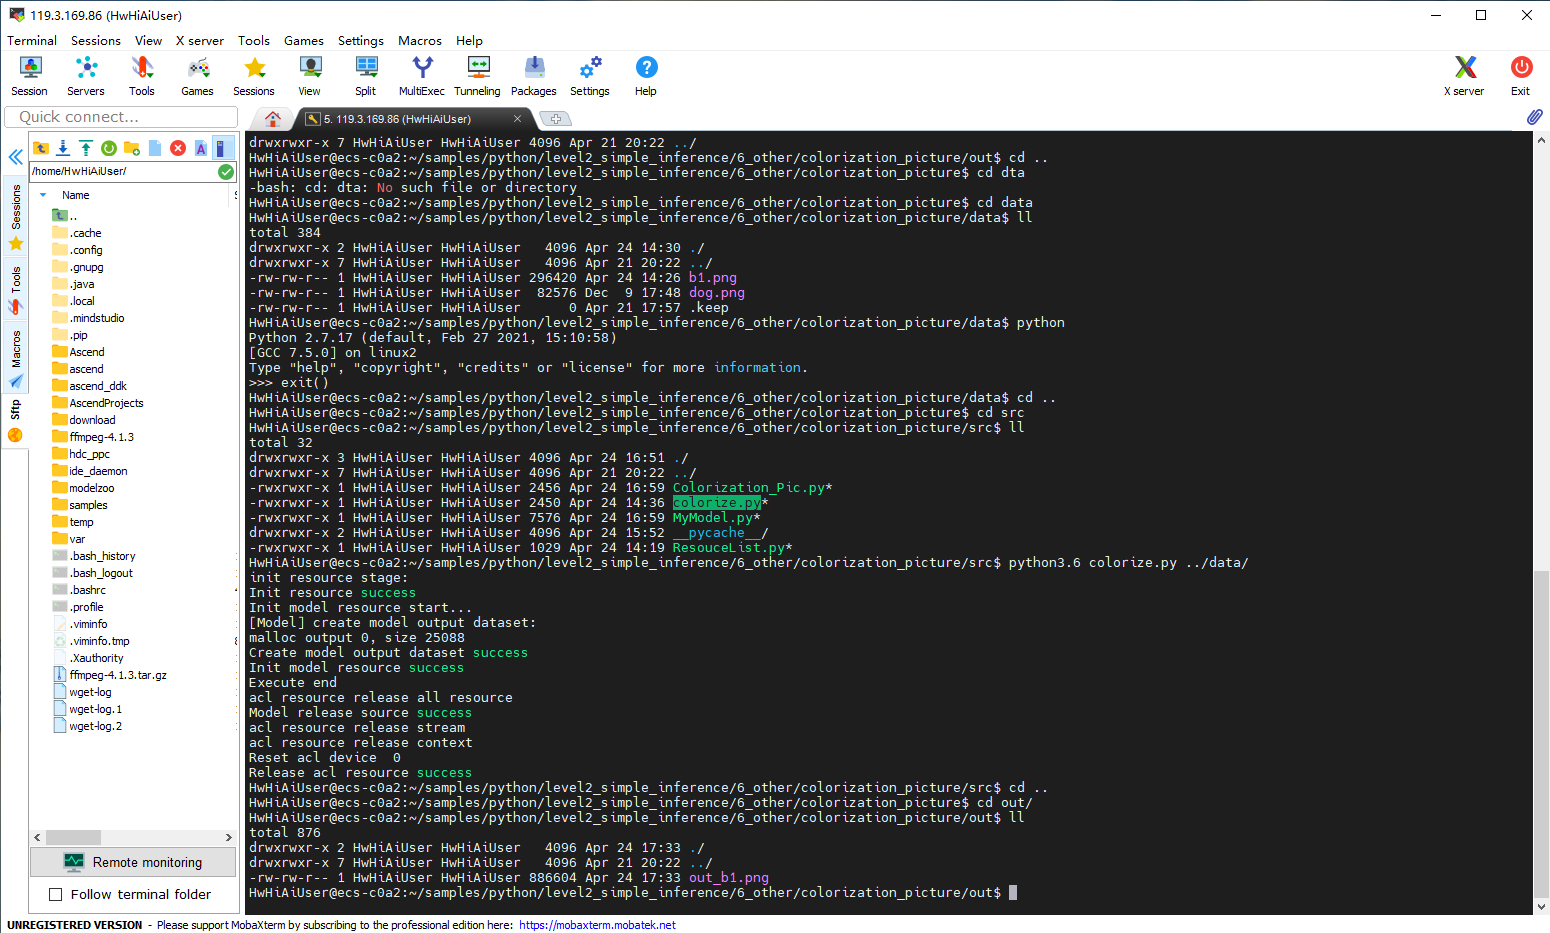 119.3.169.86 (HwHiAiUser)
Terminal Sessions View X server Tools Games Settings Macros Help
Session Servers Tools Games Sessions View Split MultiExec Tunneling Packages Settings Help X server Exit
Quick connect...
5. 119.3.169.86 (HwHiAiUser)
/home/HwHiAiUser/
Name
..
.cache
.config
.gnupg
.java
.local
.mindstudio
.pip
Ascend
ascend
ascend_ddk
AscendProjects
download
ffmpeg-4.1.3
hdc_ppc
ide_daemon
modelzoo
samples
temp
var
.bash_history
.bash_logout
.bashrc
.profile
.viminfo
.viminfo.tmp
.Xauthority
ffmpeg-4.1.3.tar.gz
wget-log
wget-log.1
wget-log.2
Sessions
Tools
Macros
Sftp
Remote monitoring
Follow terminal folder
drwxrwxr-x 7 HwHiAiUser HwHiAiUser 4096 Apr 21 20:22 ../
HwHiAiUser@ecs-c0a2:~/samples/python/level2_simple_inference/6_other/colorization_picture/out$ cd ..
HwHiAiUser@ecs-c0a2:~/samples/python/level2_simple_inference/6_other/colorization_picture$ cd dta
-bash: cd: dta: No such file or directory
HwHiAiUser@ecs-c0a2:~/samples/python/level2_simple_inference/6_other/colorization_picture$ cd data
HwHiAiUser@ecs-c0a2:~/samples/python/level2_simple_inference/6_other/colorization_picture/data$ ll
total 384
drwxrwxr-x 2 HwHiAiUser HwHiAiUser   4096 Apr 24 14:30 ./
drwxrwxr-x 7 HwHiAiUser HwHiAiUser   4096 Apr 21 20:22 ../
-rw-rw-r-- 1 HwHiAiUser HwHiAiUser 296420 Apr 24 14:26 b1.png
-rw-rw-r-- 1 HwHiAiUser HwHiAiUser  82576 Dec  9 17:48 dog.png
-rw-rw-r-- 1 HwHiAiUser HwHiAiUser      0 Apr 21 17:57 .keep
HwHiAiUser@ecs-c0a2:~/samples/python/level2_simple_inference/6_other/colorization_picture/data$ python
Python 2.7.17 (default, Feb 27 2021, 15:10:58)
[GCC 7.5.0] on linux2
Type "help", "copyright", "credits" or "license" for more information.
>>> exit()
HwHiAiUser@ecs-c0a2:~/samples/python/level2_simple_inference/6_other/colorization_picture/data$ cd ..
HwHiAiUser@ecs-c0a2:~/samples/python/level2_simple_inference/6_other/colorization_picture$ cd src
HwHiAiUser@ecs-c0a2:~/samples/python/level2_simple_inference/6_other/colorization_picture/src$ ll
total 32
drwxrwxr-x 3 HwHiAiUser HwHiAiUser 4096 Apr 24 16:51 ./
drwxrwxr-x 7 HwHiAiUser HwHiAiUser 4096 Apr 21 20:22 ../
-rwxrwxr-x 1 HwHiAiUser HwHiAiUser 2456 Apr 24 16:59 Colorization_Pic.py*
-rwxrwxr-x 1 HwHiAiUser HwHiAiUser 2450 Apr 24 14:36 colorize.py*
-rwxrwxr-x 1 HwHiAiUser HwHiAiUser 7576 Apr 24 16:59 MyModel.py*
drwxrwxr-x 2 HwHiAiUser HwHiAiUser 4096 Apr 24 15:52 __pycache__/
-rwxrwxr-x 1 HwHiAiUser HwHiAiUser 1029 Apr 24 14:19 ResouceList.py*
HwHiAiUser@ecs-c0a2:~/samples/python/level2_simple_inference/6_other/colorization_picture/src$ python3.6 colorize.py ../data/
init resource stage:
Init resource success
Init model resource start...
[Model] create model output dataset:
malloc output 0, size 25088
Create model output dataset success
Init model resource success
Execute end
acl resource release all resource
Model release source success
acl resource release stream
acl resource release context
Reset acl device  0
Release acl resource success
HwHiAiUser@ecs-c0a2:~/samples/python/level2_simple_inference/6_other/colorization_picture/src$ cd ..
HwHiAiUser@ecs-c0a2:~/samples/python/level2_simple_inference/6_other/colorization_picture$ cd out/
HwHiAiUser@ecs-c0a2:~/samples/python/level2_simple_inference/6_other/colorization_picture/out$ ll
total 876
drwxrwxr-x 2 HwHiAiUser HwHiAiUser   4096 Apr 24 17:33 ./
drwxrwxr-x 7 HwHiAiUser HwHiAiUser   4096 Apr 21 20:22 ../
-rw-rw-r-- 1 HwHiAiUser HwHiAiUser 886604 Apr 24 17:33 out_b1.png
HwHiAiUser@ecs-c0a2:~/samples/python/level2_simple_inference/6_other/colorization_picture/out$
UNREGISTERED VERSION - Please support MobaXterm by subscribing to the professional edition here: https://mobaxterm.mobatek.net